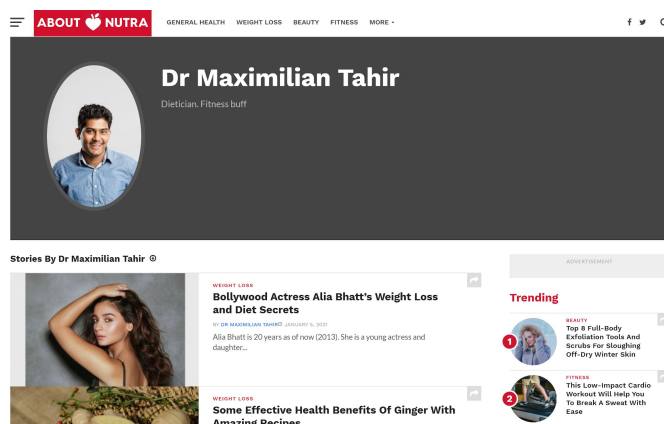 ABOUT NUTRA
GENERAL HEALTH WEIGHT LOSS BEAUTY FITNESS MORE
Dr Maximilian Tahir
Dietician. Fitness buff
Stories By Dr Maximilian Tahir
WEIGHT LOSS
Bollywood Actress Alia Bhatt's Weight Loss
and Diet Secrets
BY DR MAXIMILIAN TAHIR JANUARY 5, 2021
Alia Bhatt is 20 years as of now (2013). She is a young actress and
daughter...
WEIGHT LOSS
Some Effective Health Benefits Of Ginger With
Amazing Recipes
ADVERTISEMENT
Trending
1
BEAUTY
Top 8 Full-Body
Exfoliation Tools And
Scrubs For Sloughing
Off-Dry Winter Skin
2
FITNESS
This Low-Impact Cardio
Workout Will Help You
To Break A Sweat With
Ease